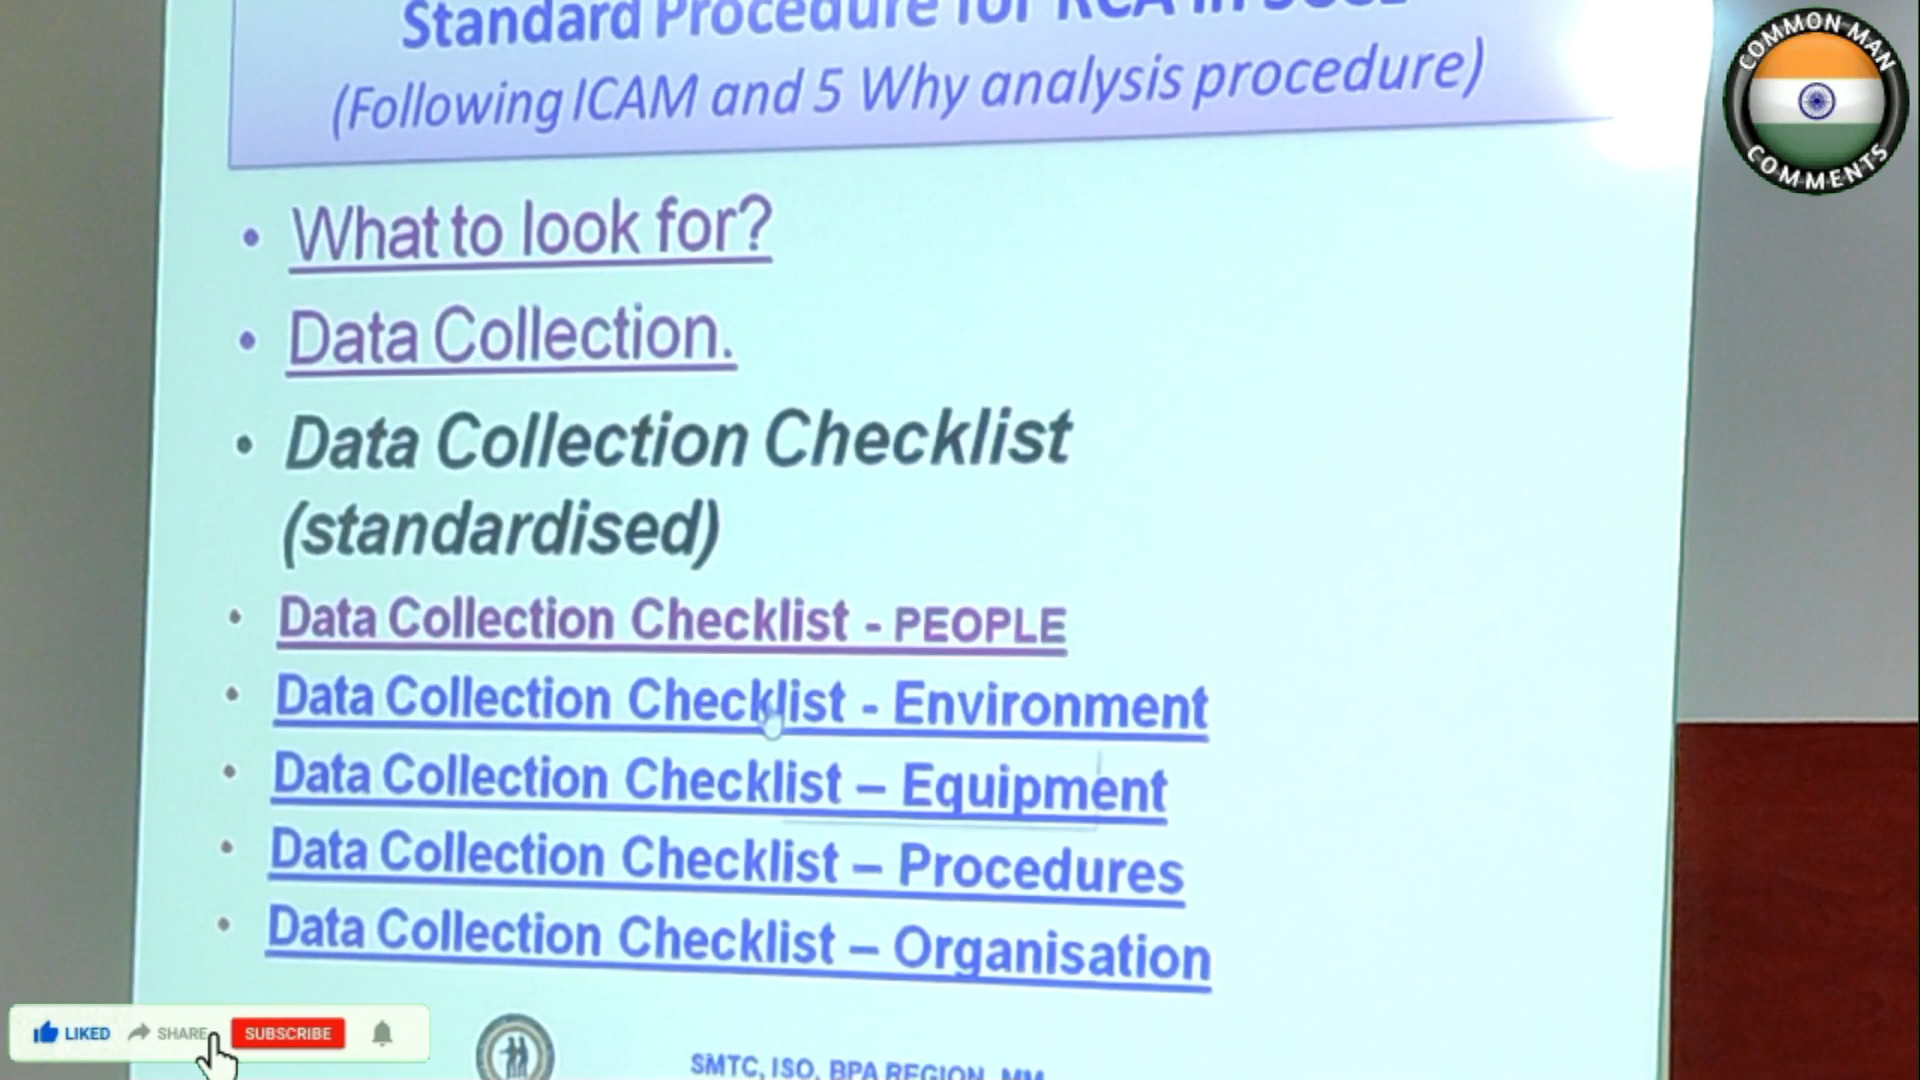 Standard Procedure for RCA in
(Following ICAM and 5 Why analysis procedure)
COMMON MAN
COMMENTS
• What to look for?
• Data Collection.
• Data Collection Checklist
(standardised)
• Data Collection Checklist - PEOPLE
• Data Collection Checklist - Environment
• Data Collection Checklist – Equipment
• Data Collection Checklist – Procedures
• Data Collection Checklist – Organisation
LIKED SHARE SUBSCRIBE
SMTC, ISO, BPA REGION, MM